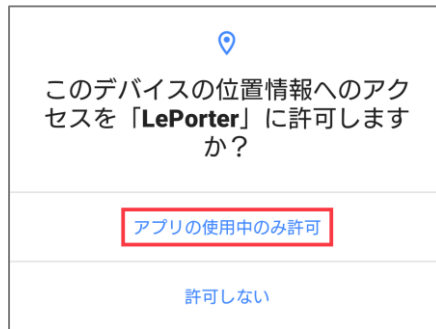 このデバイスの位置情報へのアク
セスを「LePorter」に許可します
か？
アプリの使用中のみ許可
許可しない